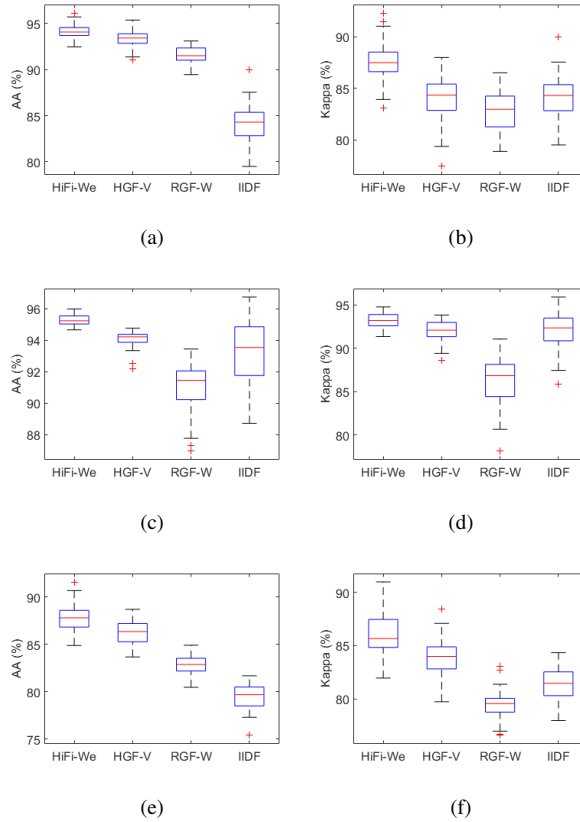 95
90
85
80
AA (%)
HiFi-We HGF-V RGF-W IIDF
(a)
90
85
80
Kappa (%)
HiFi-We HGF-V RGF-W IIDF
(b)
96
94
92
90
88
AA (%)
HiFi-We HGF-V RGF-W IIDF
(c)
95
90
85
80
Kappa (%)
HiFi-We HGF-V RGF-W IIDF
(d)
90
85
80
75
AA (%)
HiFi-We HGF-V RGF-W IIDF
(e)
90
85
80
Kappa (%)
HiFi-We HGF-V RGF-W IIDF
(f)